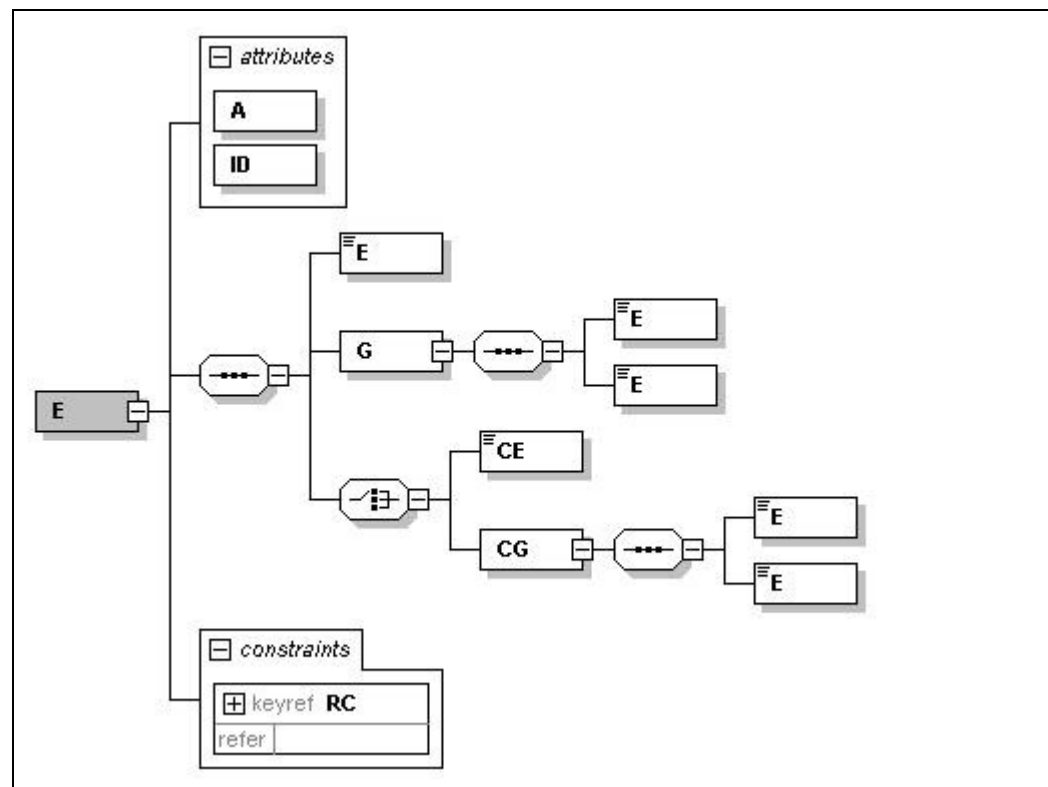 attributes
A
ID
E
E
G
E
E
CE
E
CG
E
constraints
keyref RC
refer